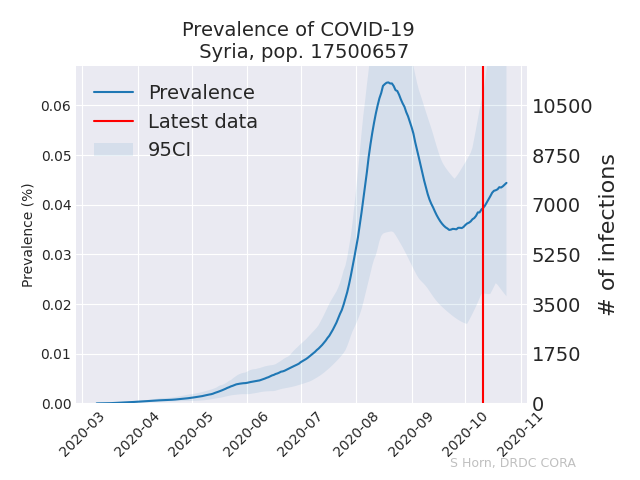 Prevalence of COVID-19
Syria, pop. 17500657
Prevalence
Latest data
95CI
Prevalence (%)
0.06
0.05
0.04
0.03
0.02
0.01
0.00
10500
8750
7000
5250
3500
1750
0
# of infections
2020-03
2020-04
2020-05
2020-06
2020-07
2020-08
2020-09
2020-10
2020-11
S Horn, DRDC CORA